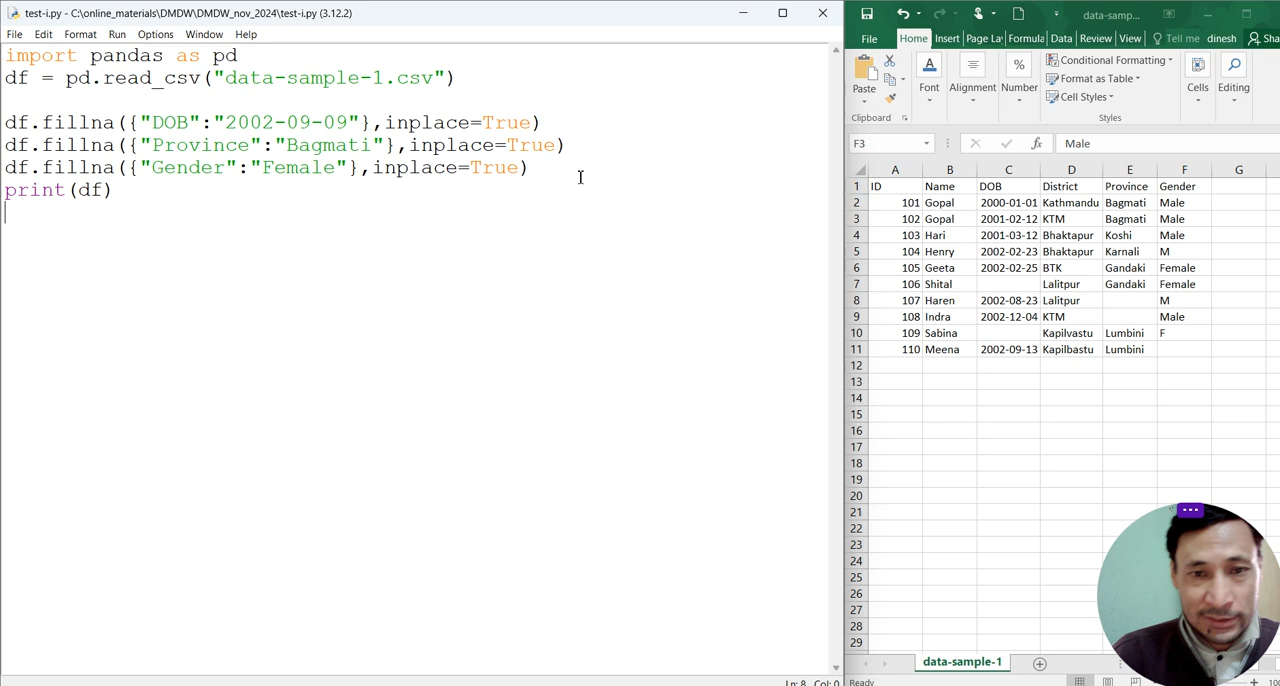 test-i.py - C:\online_materials\DMDW\DMDW_nov_2024\test-i.py (3.12.2)
File Edit Format Run Options Window Help
import pandas as pd
df = pd.read_csv("data-sample-1.csv")
df.fillna({"DOB":"2002-09-09"},inplace=True)
df.fillna({"Province":"Bagmati"},inplace=True)
df.fillna({"Gender":"Female"},inplace=True)
print(df)
Ln: 8 Col: 0
data-samp...
File Home Insert Page La Formula Data Review View Tell me dinesh Sha
Paste Font Alignment Number Conditional Formatting Format as Table Cell Styles Cells Editing
Clipboard Styles
F3 fx Male
A B C D E F G
1 ID Name DOB District Province Gender
2 101 Gopal 2000-01-01 Kathmandu Bagmati Male
3 102 Gopal 2001-02-12 KTM Bagmati Male
4 103 Hari 2001-03-12 Bhaktapur Koshi Male
5 104 Henry 2002-02-23 Bhaktapur Karnali M
6 105 Geeta 2002-02-25 BTK Gandaki Female
7 106 Shital Lalitpur Gandaki Female
8 107 Haren 2002-08-23 Lalitpur M
9 108 Indra 2002-12-04 KTM Male
10 109 Sabina Kapilvastu Lumbini F
11 110 Meena 2002-09-13 Kapilbastu Lumbini
12
13
14
15
16
17
18
19
20
21
22
23
24
25
26
27
28
29
data-sample-1
Ready